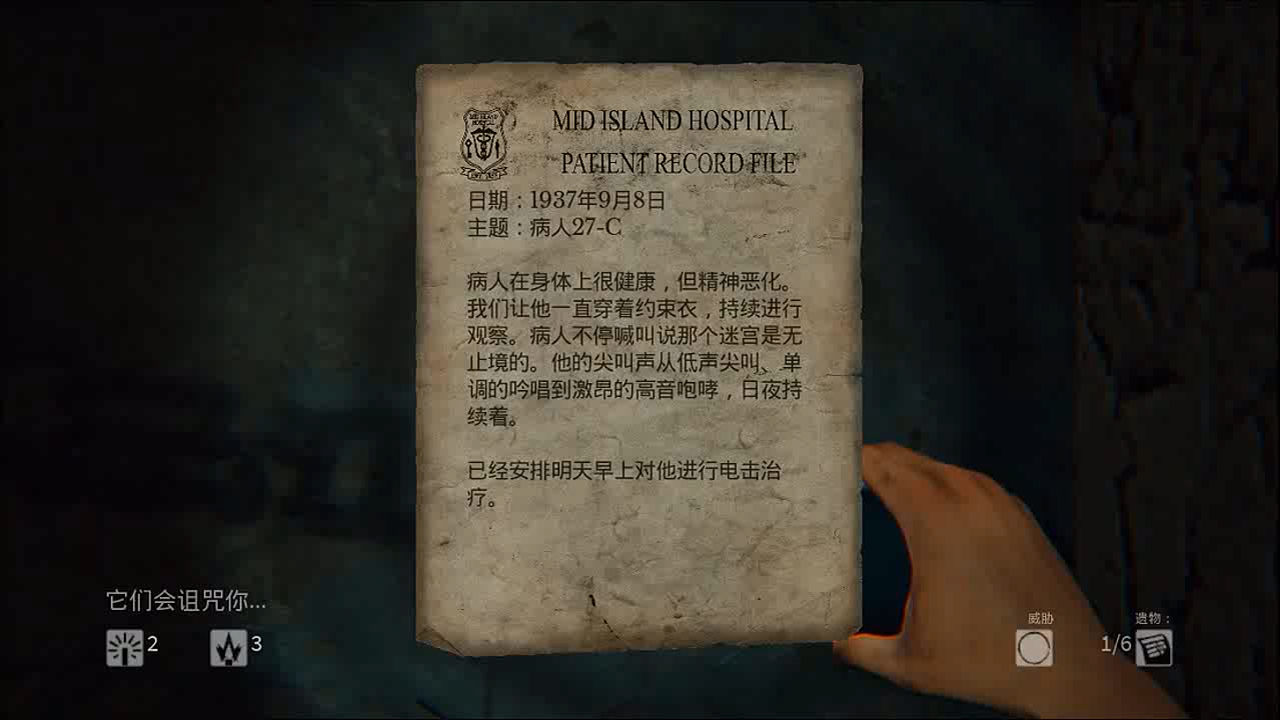 MID ISLAND HOSPITAL
PATIENT RECORD FILE
日期：1937年9月8日
主题：病人27-C
病人在身体上很健康，但精神恶化。
我们让他一直穿着约束衣，持续进行
观察。病人不停喊叫说那个迷宫是无
止境的。他的尖叫声从低声尖叫、单
调的吟唱到激昂的高音咆哮，日夜持
续着。
已经安排明天早上对他进行电击治
疗。
它们会诅咒你...
2
3
威胁
遗物：
1/6